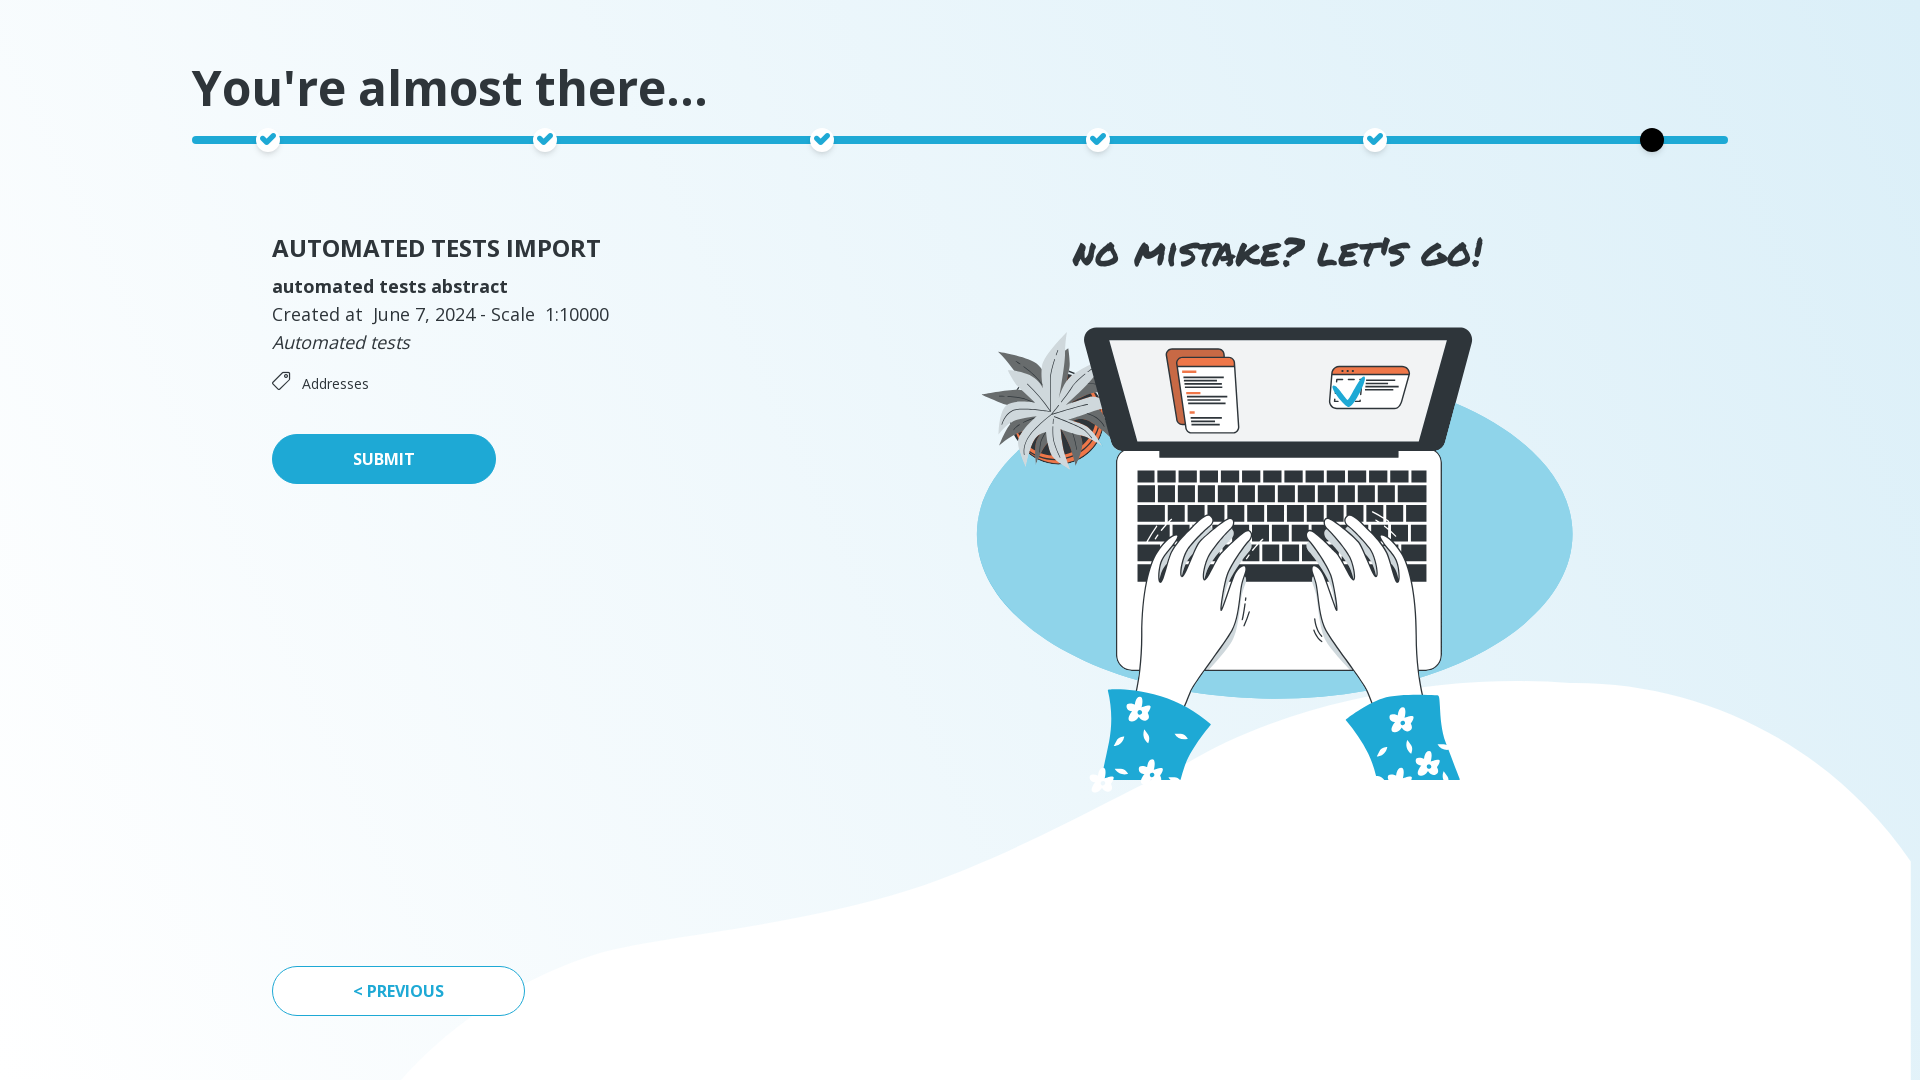 You're almost there...
AUTOMATED TESTS IMPORT
automated tests abstract
Created at June 7, 2024 - Scale 1:10000
Automated tests
Addresses
SUBMIT
NO MISTAKE? LET'S GO!
< PREVIOUS